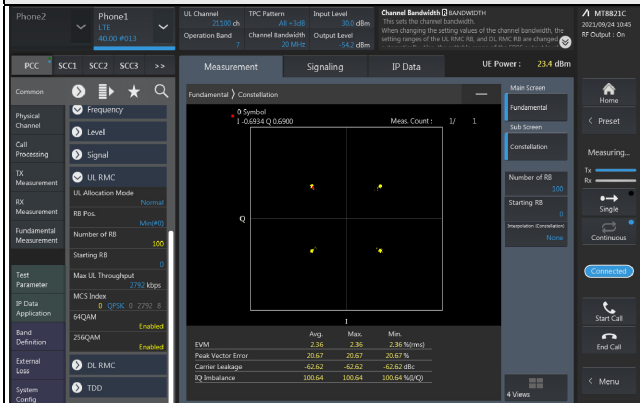 Phone2
Phone1
LTE
40.00 #013
UL Channel
21100 ch
Operation Band
7
TPC Pattern
All +3dB
Channel Bandwidth
20 MHz
Input Level
30.0 dBm
Output Level
-54.2 dBm
Channel Bandwidth BANDWIDTH
This sets the channel bandwidth.
When changing the setting values of the channel bandwidth, the
setting ranges of the UL RMC RB, and DL RMC RB are changed
MT8821C
2021/09/24 10:45
RF Output : On
PCC
SCC1
SCC2
SCC3
>>
Measurement
Signaling
IP Data
UE Power : 23.4 dBm
Common
Physical
Channel
Call
Processing
TX
Measurement
RX
Measurement
Fundamental
Measurement
Test
Parameter
IP Data
Application
Band
Definition
External
Loss
System
Config
Frequency
Level
Signal
UL RMC
UL Allocation Mode
Normal
RB Pos.
Min(#0)
Number of RB
100
Starting RB
0
Max UL Throughput
2792 kbps
MCS Index
0 QPSK 0 2792 8
64QAM
Enabled
256QAM
Enabled
DL RMC
TDD
Fundamental
Constellation
0 Symbol
I -0.6934 Q 0.6900
Meas. Count : 1/ 1
Q
I
Avg. Max. Min.
EVM 2.36 2.36 2.36 %(rms)
Peak Vector Error 20.67 20.67 20.67 %
Carrier Leakage -62.62 -62.62 -62.62 dBc
IQ Imbalance 100.64 100.64 100.64 %(I/Q)
Main Screen
Fundamental
Sub Screen
Constellation
Number of RB
100
Starting RB
0
Interpolation (Constellation)
None
4 Views
Home
Preset
Measuring...
Tx
Rx
Single
Continuous
Connected
Start Call
End Call
Menu